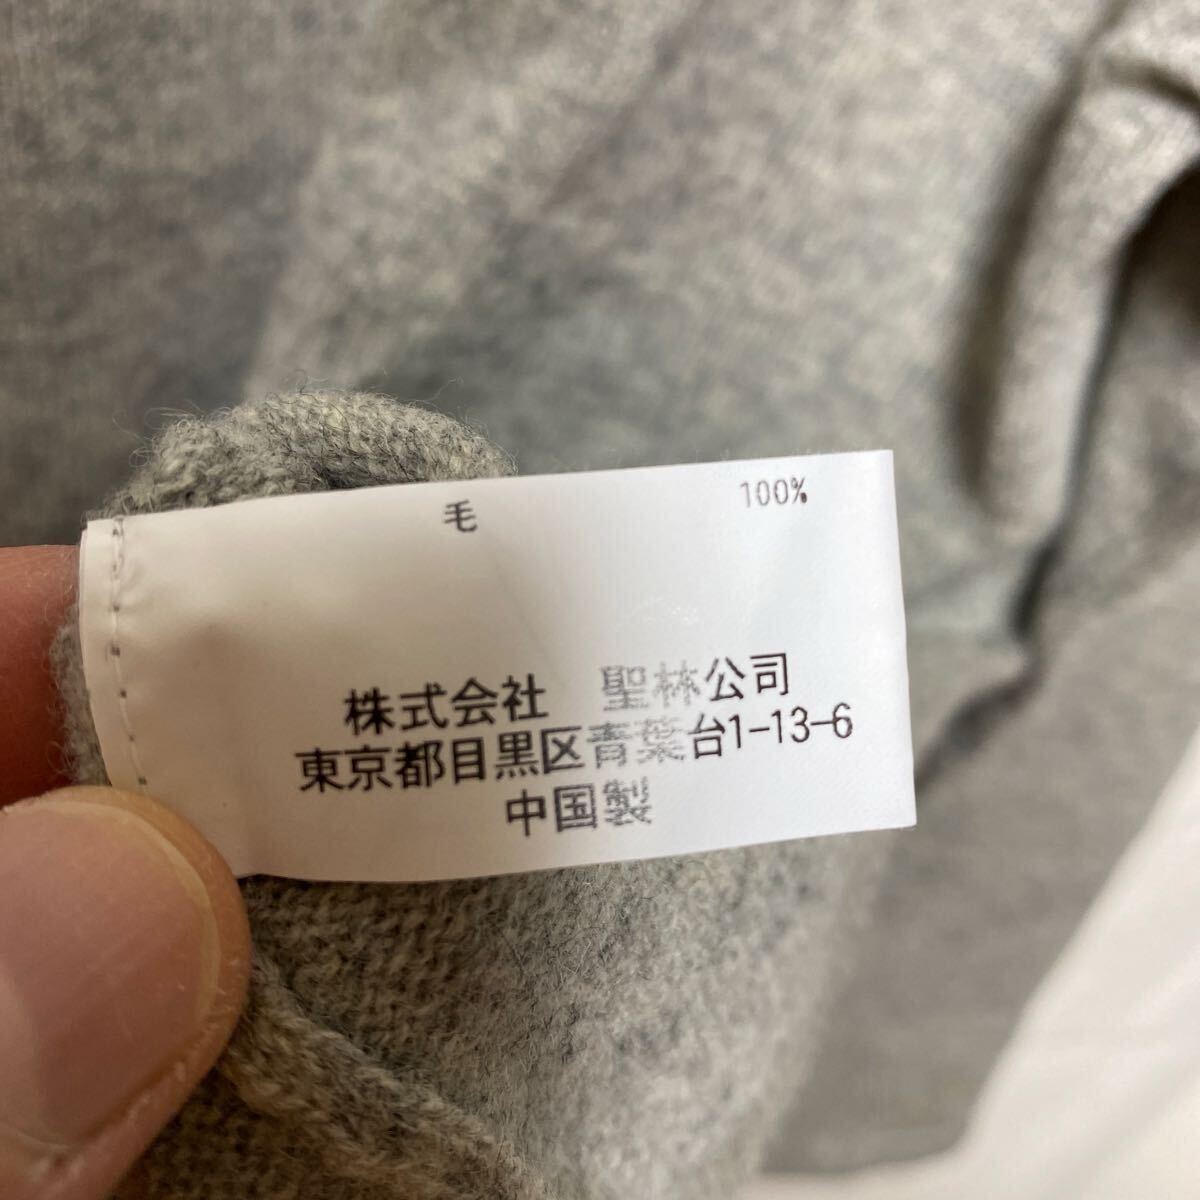 毛 100%
株式会社 聖林公司
東京都目黒区青葉台1-13-6
中国製